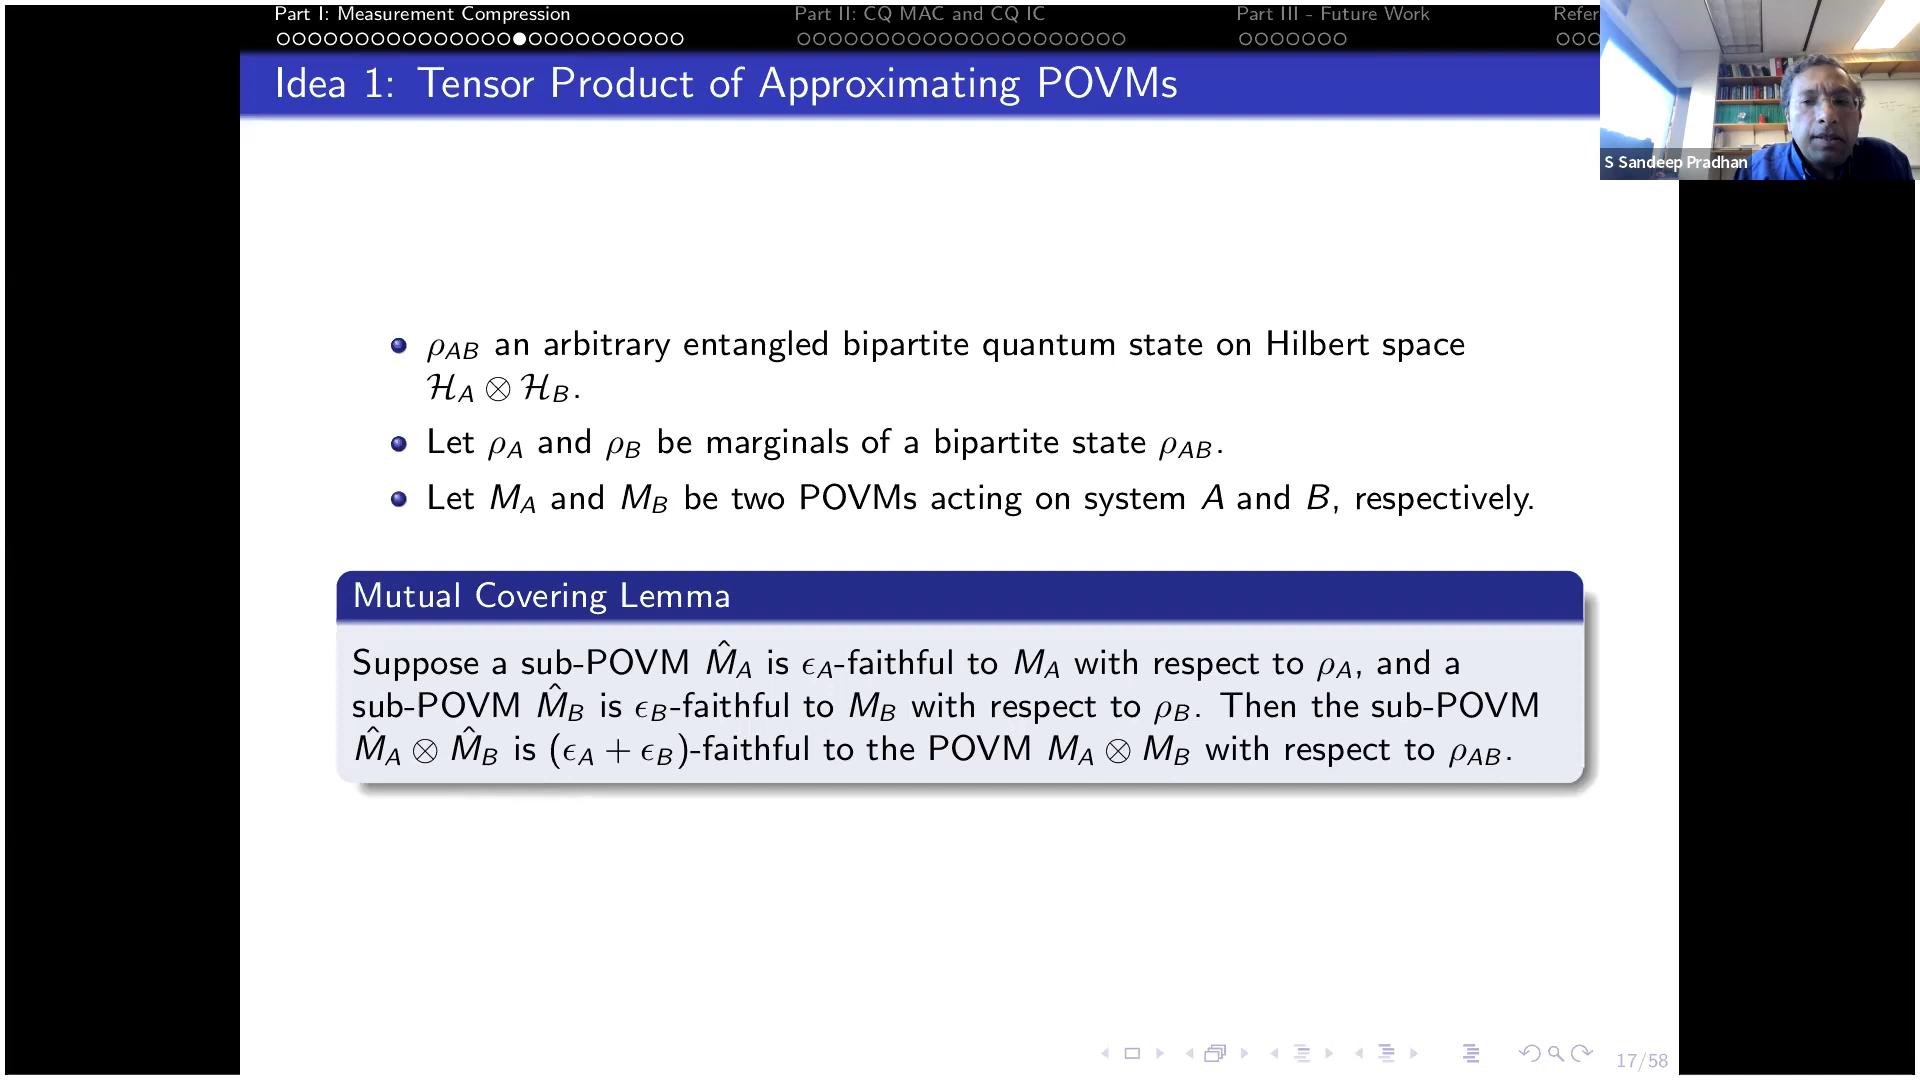 Part I: Measurement Compression Part II: CQ MAC and CQ IC Part III - Future Work Refer
Idea 1: Tensor Product of Approximating POVMs
S Sandeep Pradhan
ρ_AB an arbitrary entangled bipartite quantum state on Hilbert space
ℋ_A ⊗ ℋ_B.
Let ρ_A and ρ_B be marginals of a bipartite state ρ_AB.
Let M_A and M_B be two POVMs acting on system A and B, respectively.
Mutual Covering Lemma
Suppose a sub-POVM M̂_A is ϵ_A-faithful to M_A with respect to ρ_A, and a
sub-POVM M̂_B is ϵ_B-faithful to M_B with respect to ρ_B. Then the sub-POVM
M̂_A ⊗ M̂_B is (ϵ_A + ϵ_B)-faithful to the POVM M_A ⊗ M_B with respect to ρ_AB.
17/58